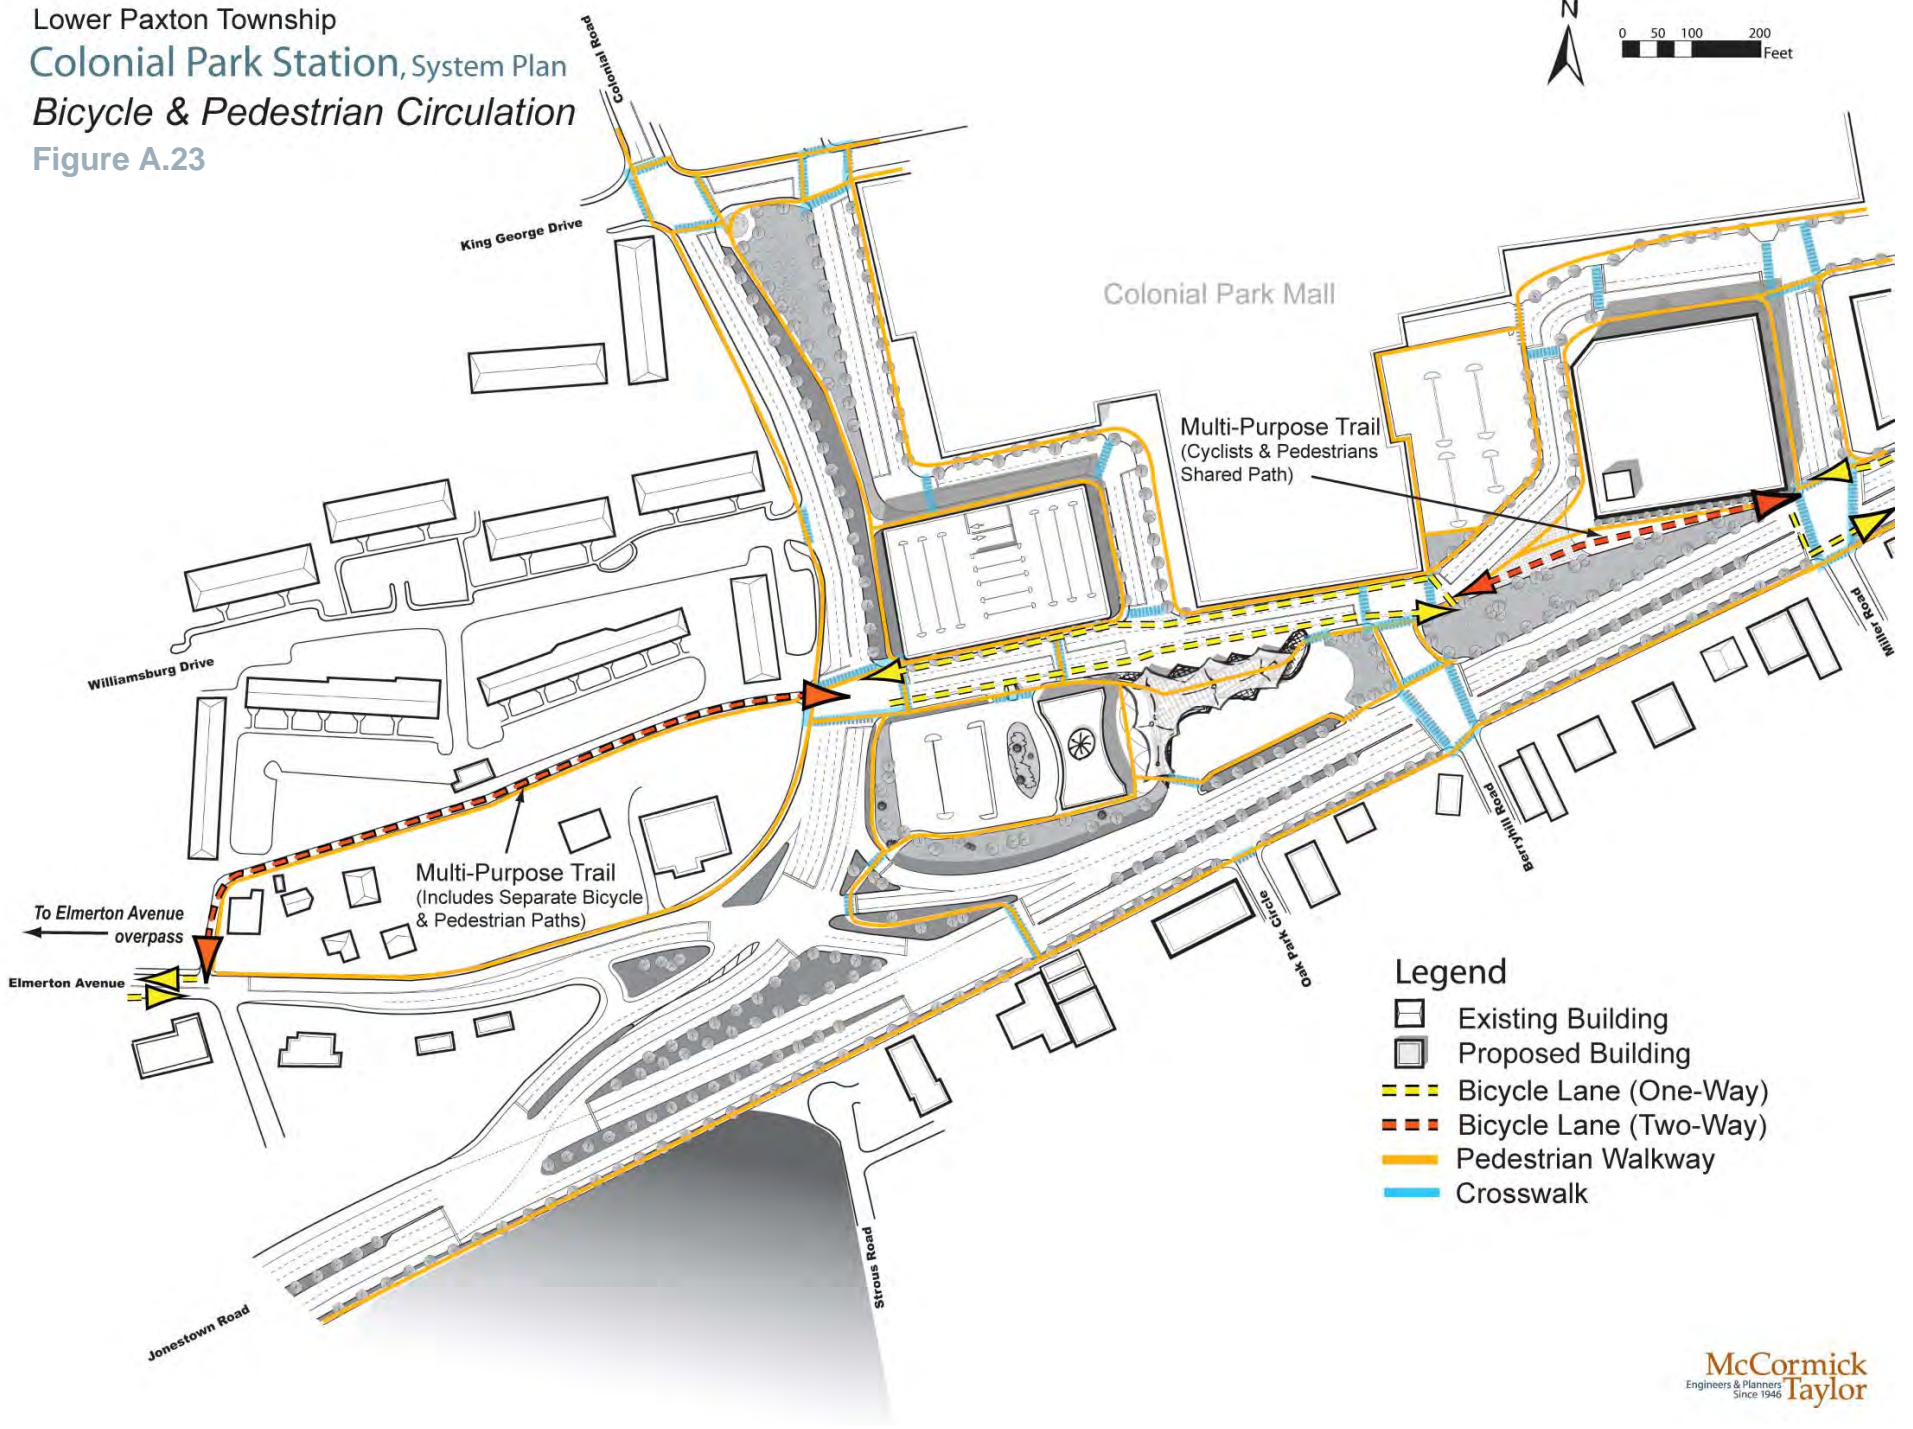 Lower Paxton Township
Colonial Park Station, System Plan
Bicycle & Pedestrian Circulation
Figure A.23
Colonial Road
N
0 50 100 200
Feet
King George Drive
Colonial Park Mall
Multi-Purpose Trail
(Cyclists & Pedestrians
Shared Path)
Williamsburg Drive
Miller Road
Berryhill Road
Multi-Purpose Trail
(Includes Separate Bicycle
& Pedestrian Paths)
To Elmerton Avenue
overpass
Elmerton Avenue
Oak Park Circle
Strous Road
Jonestown Road
Legend
Existing Building
Proposed Building
Bicycle Lane (One-Way)
Bicycle Lane (Two-Way)
Pedestrian Walkway
Crosswalk
McCormick
Taylor
Engineers & Planners
Since 1946